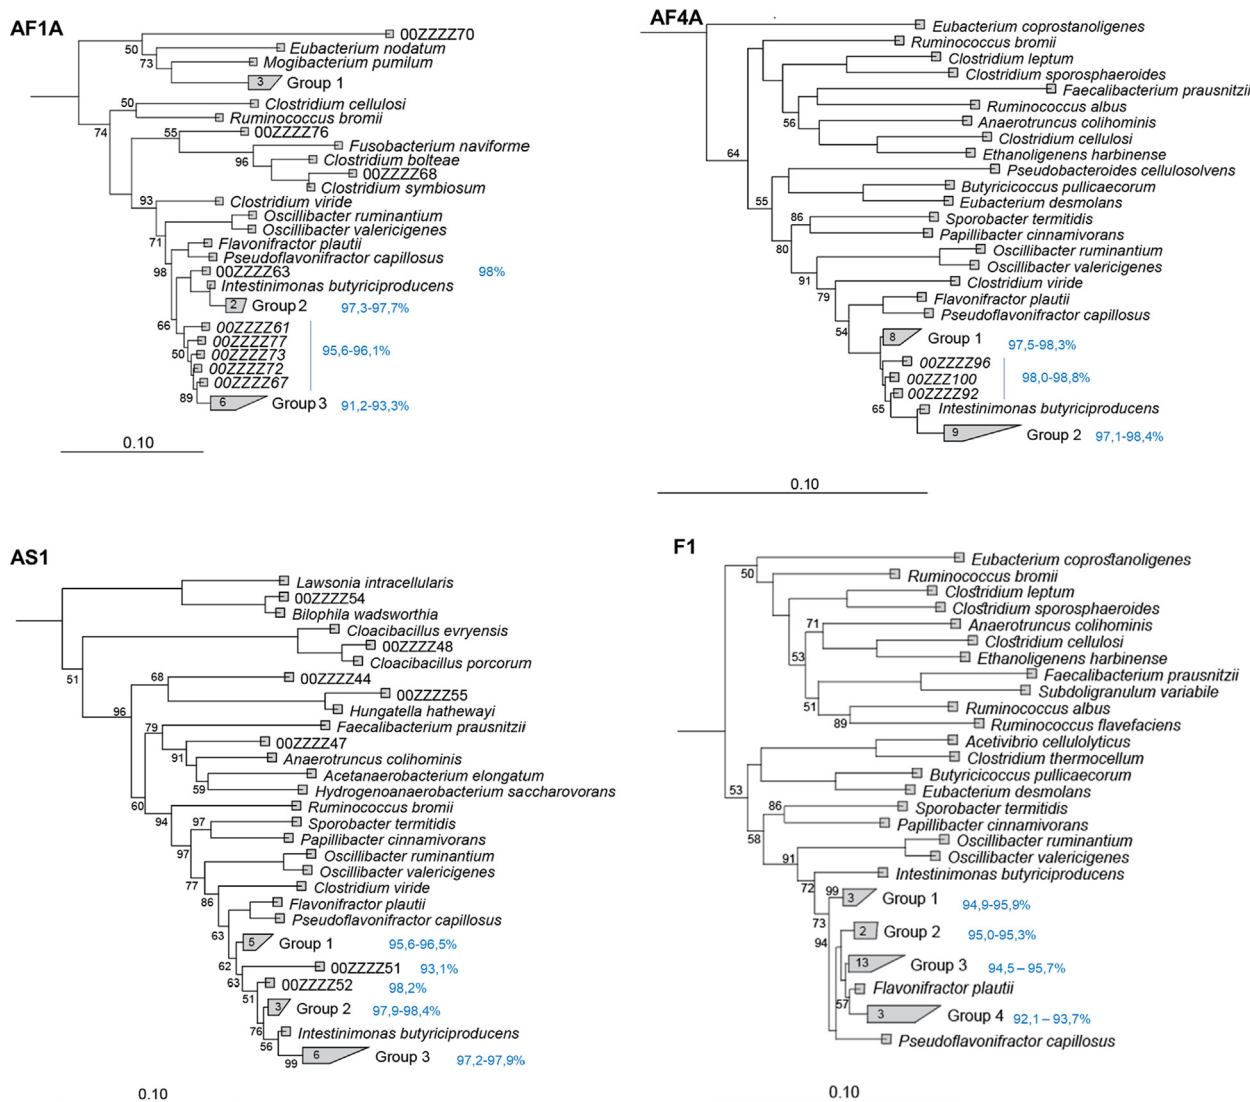 AF1A
00ZZZZ70
50
Eubacterium nodatum
73
Mogibacterium pumilum
3
Group 1
50
Clostridium cellulosi
Ruminococcus bromii
74
55
00ZZZZ76
Fusobacterium naviforme
96
Clostridium bolteae
00ZZZZ68
Clostridium symbiosum
93
Clostridium viride
Oscillibacter ruminantium
Oscillibacter valericigenes
71
Flavonifractor plautii
Pseudoflavonifractor capillosus
98
00ZZZZ63 98%
Intestinimonas butyriciproducens
2
Group 2 97,3-97,7%
66
00ZZZZ61
00ZZZZ77
50
00ZZZZ73 95,6-96,1%
00ZZZZ72
00ZZZZ67
89
6
Group 3 91,2-93,3%
0.10
AF4A
Eubacterium coprostanoligenes
Ruminococcus bromii
Clostridium leptum
Clostridium sporosphaeroides
Faecalibacterium prausnitzii
Ruminococcus albus
56
Anaerotruncus colihominis
Clostridium cellulosi
64
Ethanoligenens harbinense
Pseudobacteroides cellulosolvens
Butyricicoccus pullicaecorum
55
Eubacterium desmolans
86
Sporobacter termitidis
Papillibacter cinnamivorans
80
Oscillibacter ruminantium
Oscillibacter valericigenes
91
Clostridium viride
79
Flavonifractor plautii
Pseudoflavonifractor capillosus
54
8
Group 1 97,5-98,3%
00ZZZZ96
00ZZZ100 98,0-98,8%
00ZZZZ92
65
Intestinimonas butyriciproducens
9
Group 2 97,1-98,4%
0.10
AS1
Lawsonia intracellularis
00ZZZZ54
Bilophila wadsworthia
Cloacibacillus evryensis
00ZZZZ48
Cloacibacillus porcorum
51
68
00ZZZZ44
00ZZZZ55
96
Hungatella hathewayi
79
Faecalibacterium prausnitzii
00ZZZZ47
91
Anaerotruncus colihominis
Acetanaerobacterium elongatum
59
Hydrogenoanaerobacterium saccharovorans
60
Ruminococcus bromii
94
97
Sporobacter termitidis
Papillibacter cinnamivorans
97
Oscillibacter ruminantium
Oscillibacter valericigenes
77
Clostridium viride
86
Flavonifractor plautii
Pseudoflavonifractor capillosus
63
5
Group 1 95,6-96,5%
62
00ZZZZ51 93,1%
63
00ZZZZ52 98,2%
51
3
Group 2 97,9-98,4%
76
Intestinimonas butyriciproducens
56
6
Group 3 97,2-97,9%
99
0.10
F1
Eubacterium coprostanoligenes
50
Ruminococcus bromii
Clostridium leptum
Clostridium sporosphaeroides
71
Anaerotruncus colihominis
Clostridium cellulosi
53
Ethanoligenens harbinense
Faecalibacterium prausnitzii
Subdoligranulum variabile
51
Ruminococcus albus
89
Ruminococcus flavefaciens
Acetivibrio cellulolyticus
Clostridium thermocellum
Butyricicoccus pullicaecorum
53
Eubacterium desmolans
86
Sporobacter termitidis
Papillibacter cinnamivorans
58
Oscillibacter ruminantium
91
Oscillibacter valericigenes
Intestinimonas butyriciproducens
72
99
3
Group 1 94,9-95,9%
73
2
Group 2 95,0-95,3%
94
13
Group 3 94,5 – 95,7%
Flavonifractor plautii
57
3
Group 4 92,1 – 93,7%
Pseudoflavonifractor capillosus
0.10